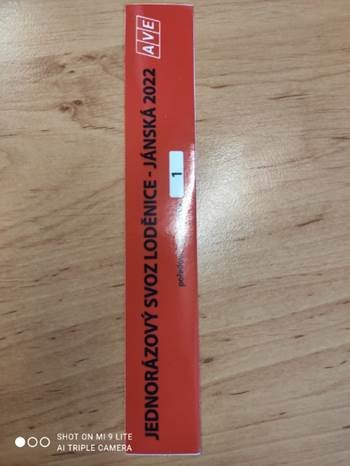 AVE
JEDNORÁZOVÝ SVOZ LODĚNICE - JÁNSKÁ 2022
1
SHOT ON MI 9 LITE
AI TRIPLE CAMERA